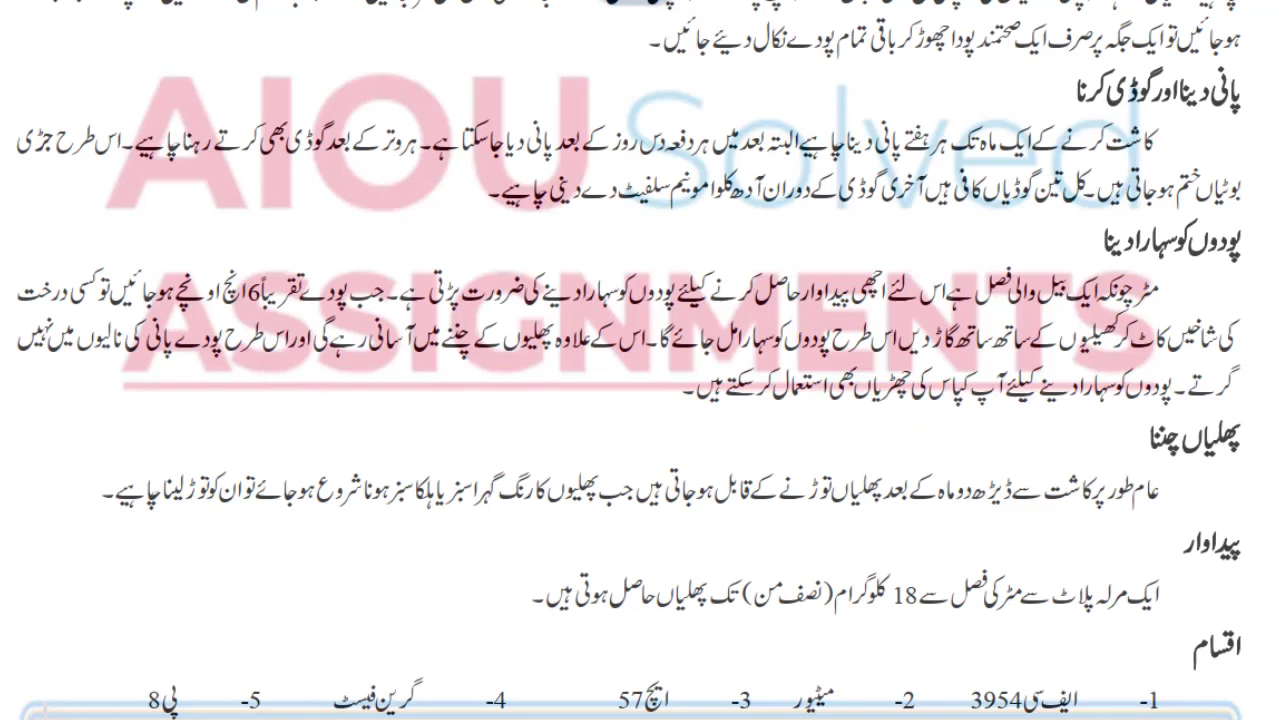 ہو جائیں تو ایک جگہ پر صرف ایک صحتمند پودا چھوڑ کر باقی تمام پودے نکال دیئے جائیں۔
پانی دینا اور گوڈی کرنا
کاشت کرنے کے ایک ماہ تک ہر ہفتے پانی دینا چاہیے البتہ بعد میں ہر دفعہ دس روز کے بعد پانی دیا جا سکتا ہے۔ ہر وتر کے بعد گوڈی بھی کرتے رہنا چاہیے۔ اس طرح جڑی
بوٹیاں ختم ہو جاتی ہیں۔ کل تین گوڈیاں کافی ہیں آخری گوڈی کے دوران آدھ کلو امونیم سلفیٹ دے دینی چاہیے۔
پودوں کو سہارا دینا
مٹر چونکہ ایک بیل والی فصل ہے اس لئے اچھی پیداوار حاصل کرنے کیلئے پودوں کو سہارا دینے کی ضرورت پڑتی ہے۔ جب پودے تقریباً 6 انچ اونچے ہو جائیں تو کسی درخت
کی شاخیں کاٹ کر کھیلیوں کے ساتھ ساتھ گاڑ دیں اس طرح پودوں کو سہارا مل جائے گا۔ اس کے علاوہ پھلیوں کے چننے میں آسانی رہے گی اور اس طرح پودے پانی کی نالیوں میں نہیں
گرتے۔ پودوں کو سہارا دینے کیلئے آپ کپاس کی چھڑیاں بھی استعمال کر سکتے ہیں۔
پھلیاں چننا
عام طور پر کاشت سے ڈیڑھ دو ماہ کے بعد پھلیاں توڑنے کے قابل ہو جاتی ہیں جب پھلیوں کا رنگ گہرا سبز یا ہلکا سبز ہونا شروع ہو جائے تو ان کو توڑ لینا چاہیے۔
پیداوار
ایک مرلہ پلاٹ سے مٹر کی فصل سے 18 کلوگرام (نصف من) تک پھلیاں حاصل ہوتی ہیں۔
اقسام
1- ایف سی 3954 2- میٹیور 3- ایچ 57 4- گرین فیسٹ 5- پی 8
AIOU Solved
ASSIGNMENTS